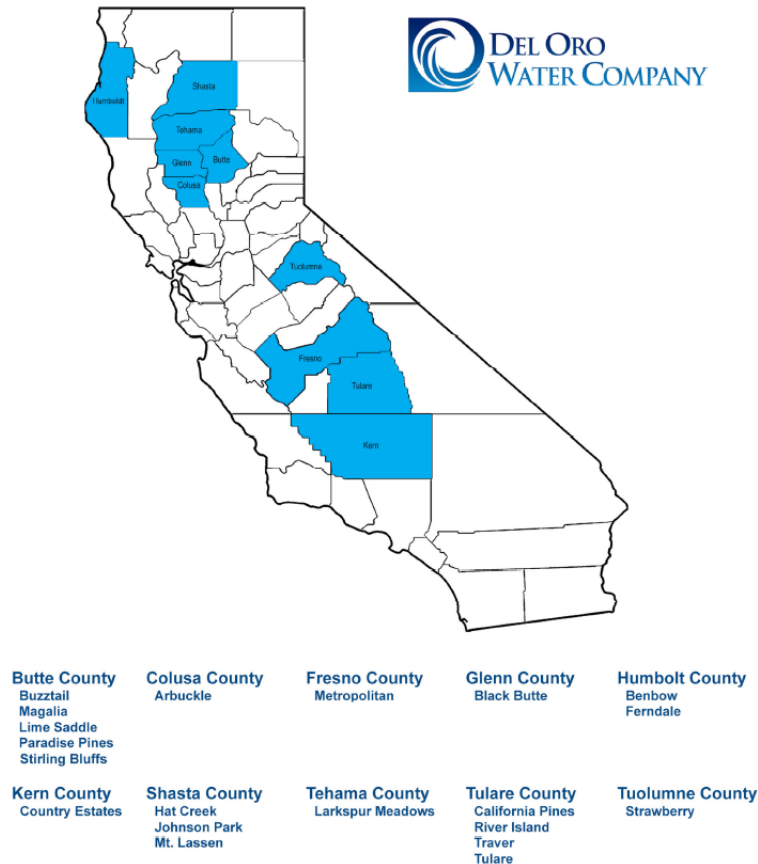 DEL ORO
WATER COMPANY
Humboldt
Shasta
Tehama
Glenn
Butte
Colusa
Tuolumne
Fresno
Tulare
Kern
Butte County
Buzztail
Magalia
Lime Saddle
Paradise Pines
Stirling Bluffs
Colusa County
Arbuckle
Fresno County
Metropolitan
Glenn County
Black Butte
Humbolt County
Benbow
Ferndale
Kern County
Country Estates
Shasta County
Hat Creek
Johnson Park
Mt. Lassen
Tehama County
Larkspur Meadows
Tulare County
California Pines
River Island
Traver
Tulare
Tuolumne County
Strawberry